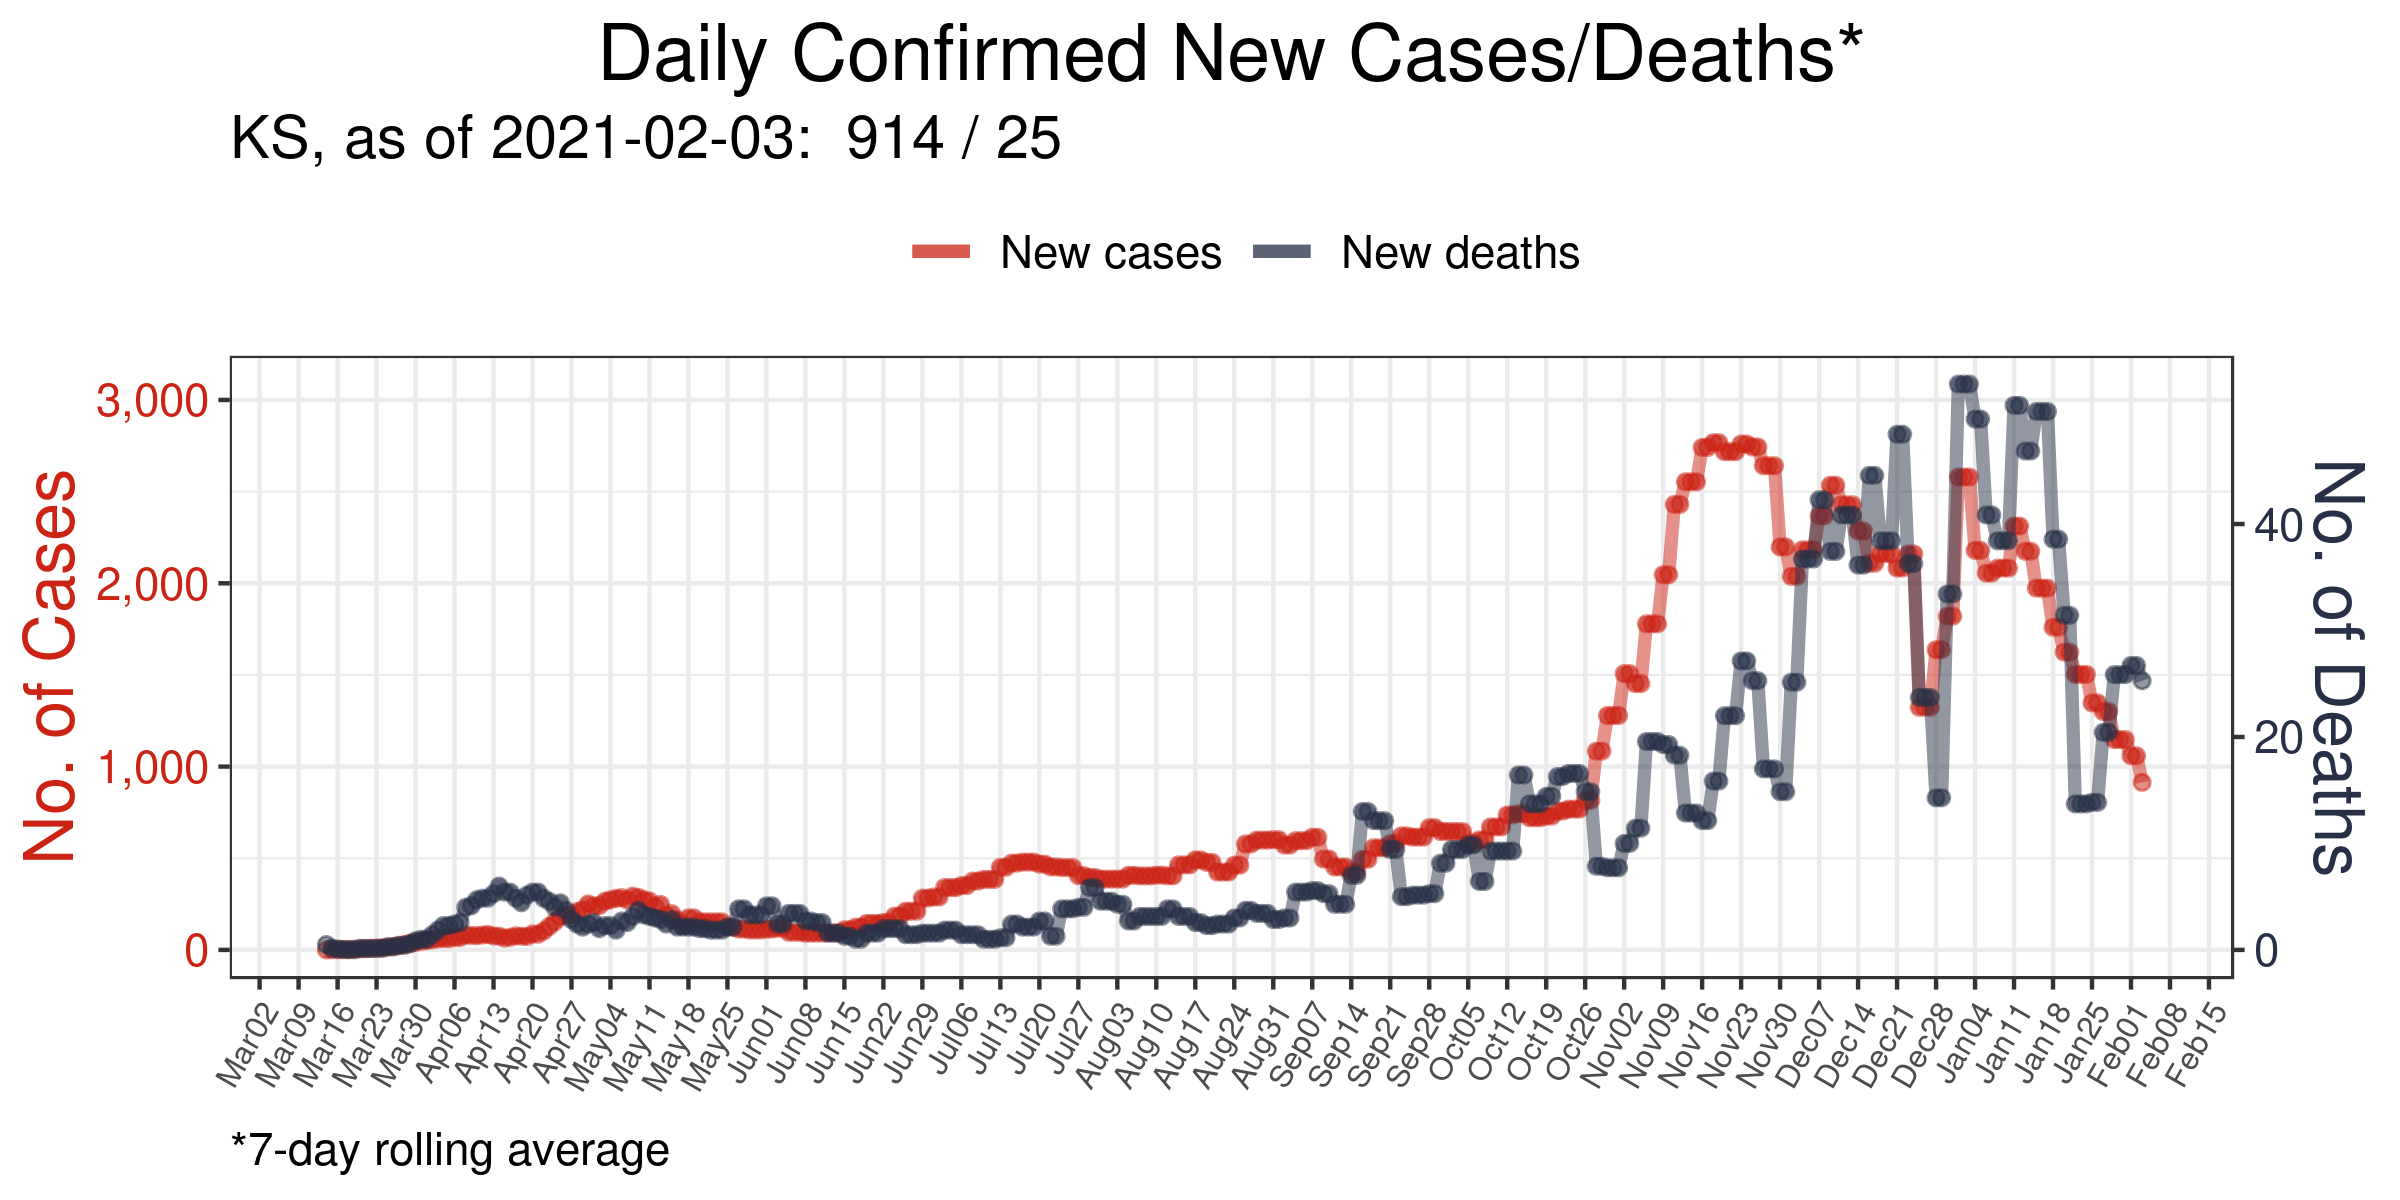 Daily Confirmed New Cases/Deaths*
KS, as of 2021-02-03:  914 / 25
New cases
New deaths
No. of Cases
3,000
2,000
1,000
0
40
20
0
No. of Deaths
Mar02
Mar09
Mar16
Mar23
Mar30
Apr06
Apr13
Apr20
Apr27
May04
May11
May18
May25
Jun01
Jun08
Jun15
Jun22
Jun29
Jul06
Jul13
Jul20
Jul27
Aug03
Aug10
Aug17
Aug24
Aug31
Sep07
Sep14
Sep21
Sep28
Oct05
Oct12
Oct19
Oct26
Nov02
Nov09
Nov16
Nov23
Nov30
Dec07
Dec14
Dec21
Dec28
Jan04
Jan11
Jan18
Jan25
Feb01
Feb08
Feb15
*7-day rolling average